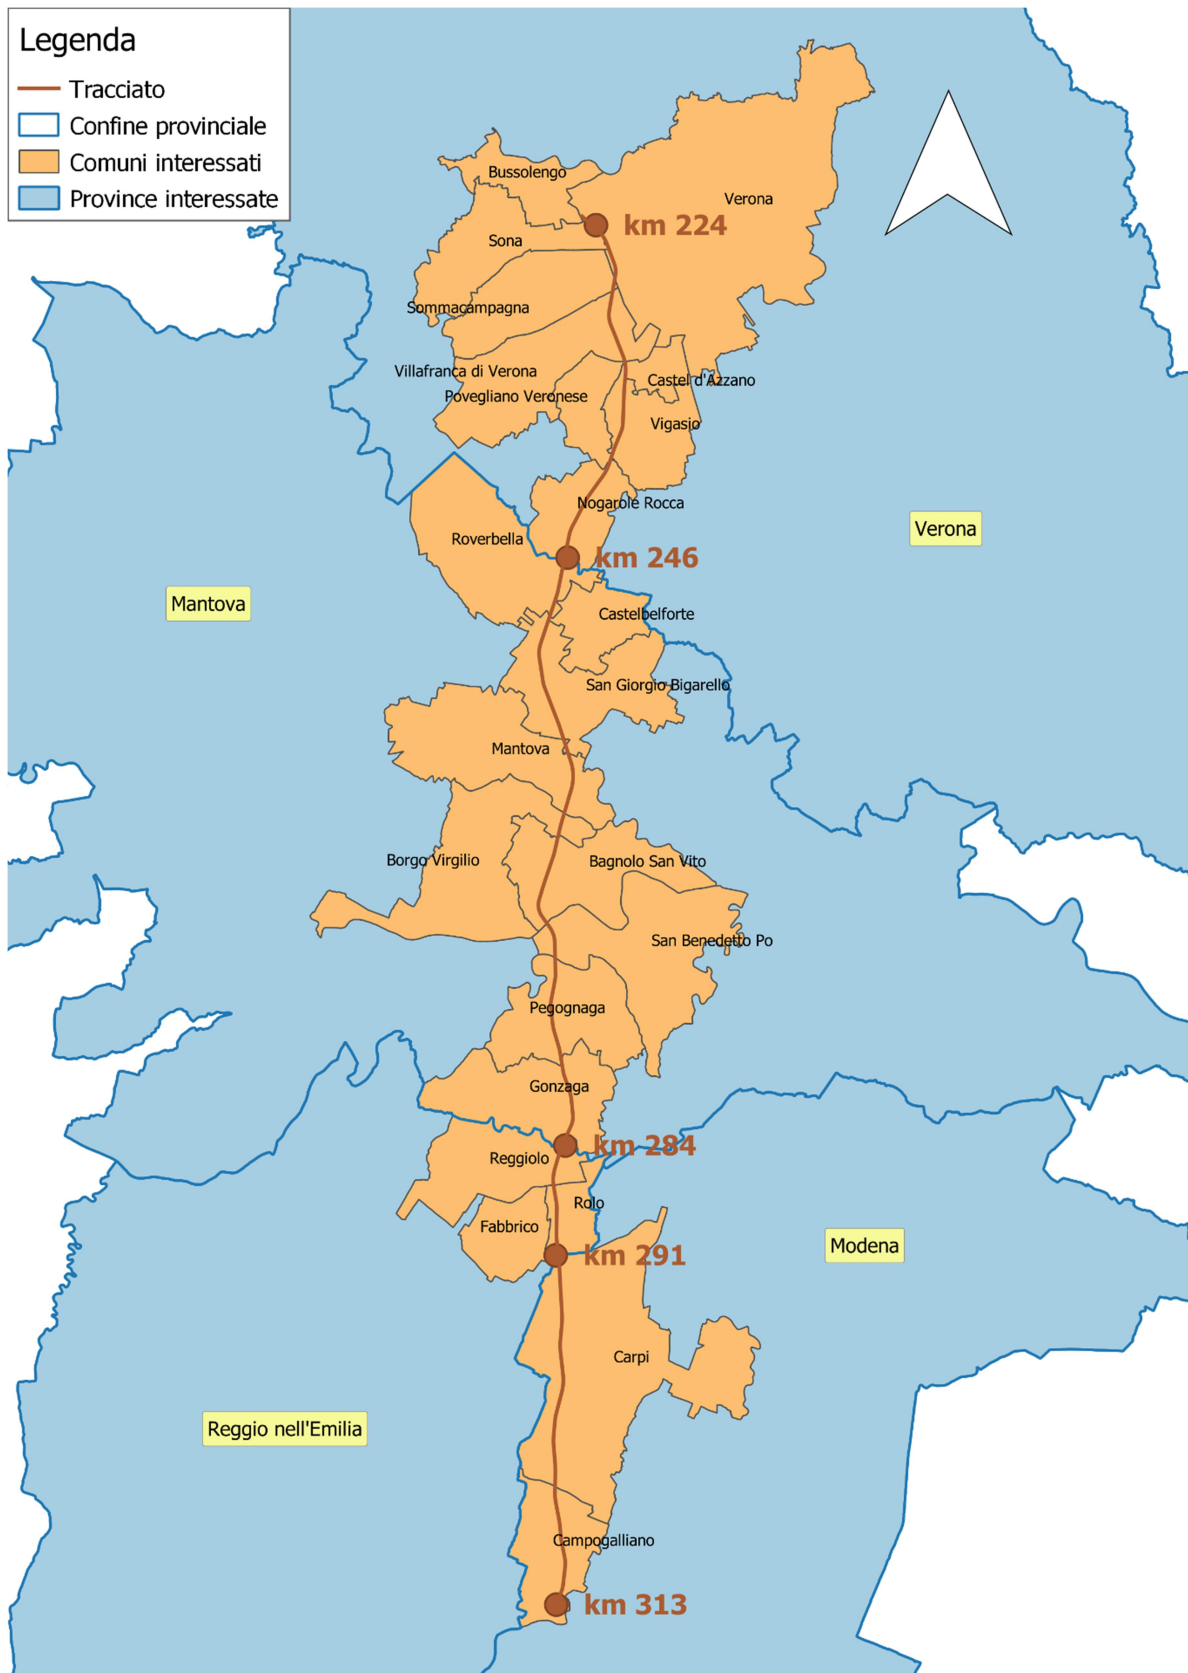 Legenda
Tracciato
Confine provinciale
Comuni interessati
Province interessate
Bussolengo
Verona
km 224
Sona
Sommacampagna
Villafranca di Verona
Castel d'Azzano
Povegliano Veronese
Vigasio
Nogarole Rocca
Verona
Roverbella
km 246
Mantova
Castelbelforte
San Giorgio Bigarello
Mantova
Borgo Virgilio
Bagnolo San Vito
San Benedetto Po
Pegognaga
Gonzaga
km 284
Reggiolo
Rolo
Fabbrico
Modena
km 291
Carpi
Reggio nell'Emilia
Campogalliano
km 313